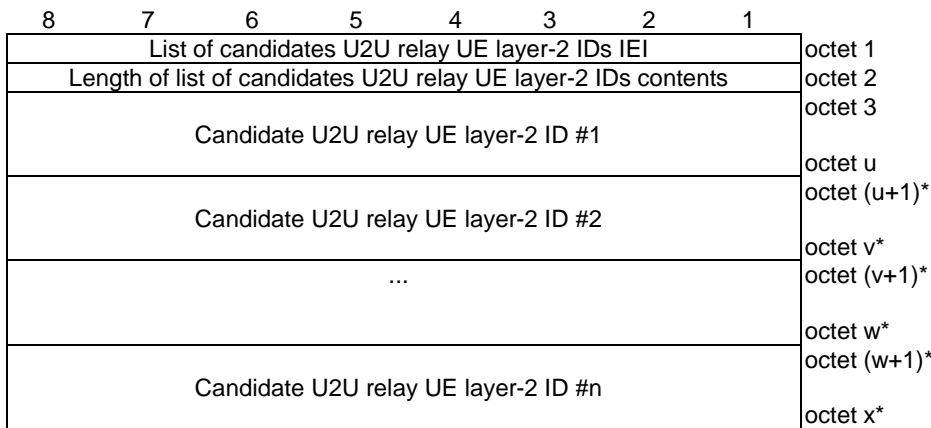 8 7 6 5 4 3 2 1
List of candidates U2U relay UE layer-2 IDs IEI octet 1
Length of list of candidates U2U relay UE layer-2 IDs contents octet 2
octet 3
Candidate U2U relay UE layer-2 ID #1
octet u
octet (u+1)*
Candidate U2U relay UE layer-2 ID #2
octet v*
... octet (v+1)*
octet w*
octet (w+1)*
Candidate U2U relay UE layer-2 ID #n
octet x*